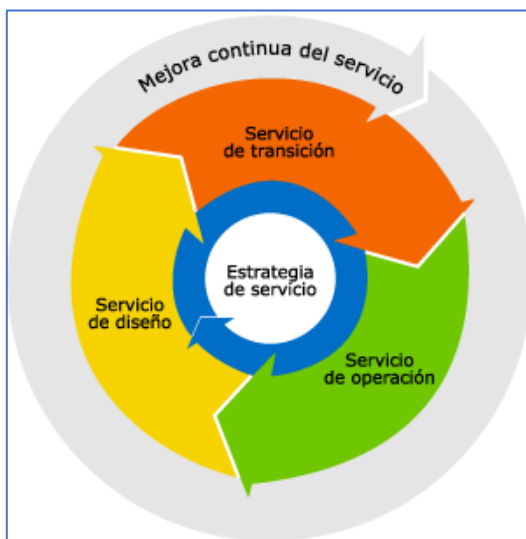 Mejora continua del servicio
Servicio
de transición
Estrategia
de servicio
Servicio
de diseño
Servicio
de operación